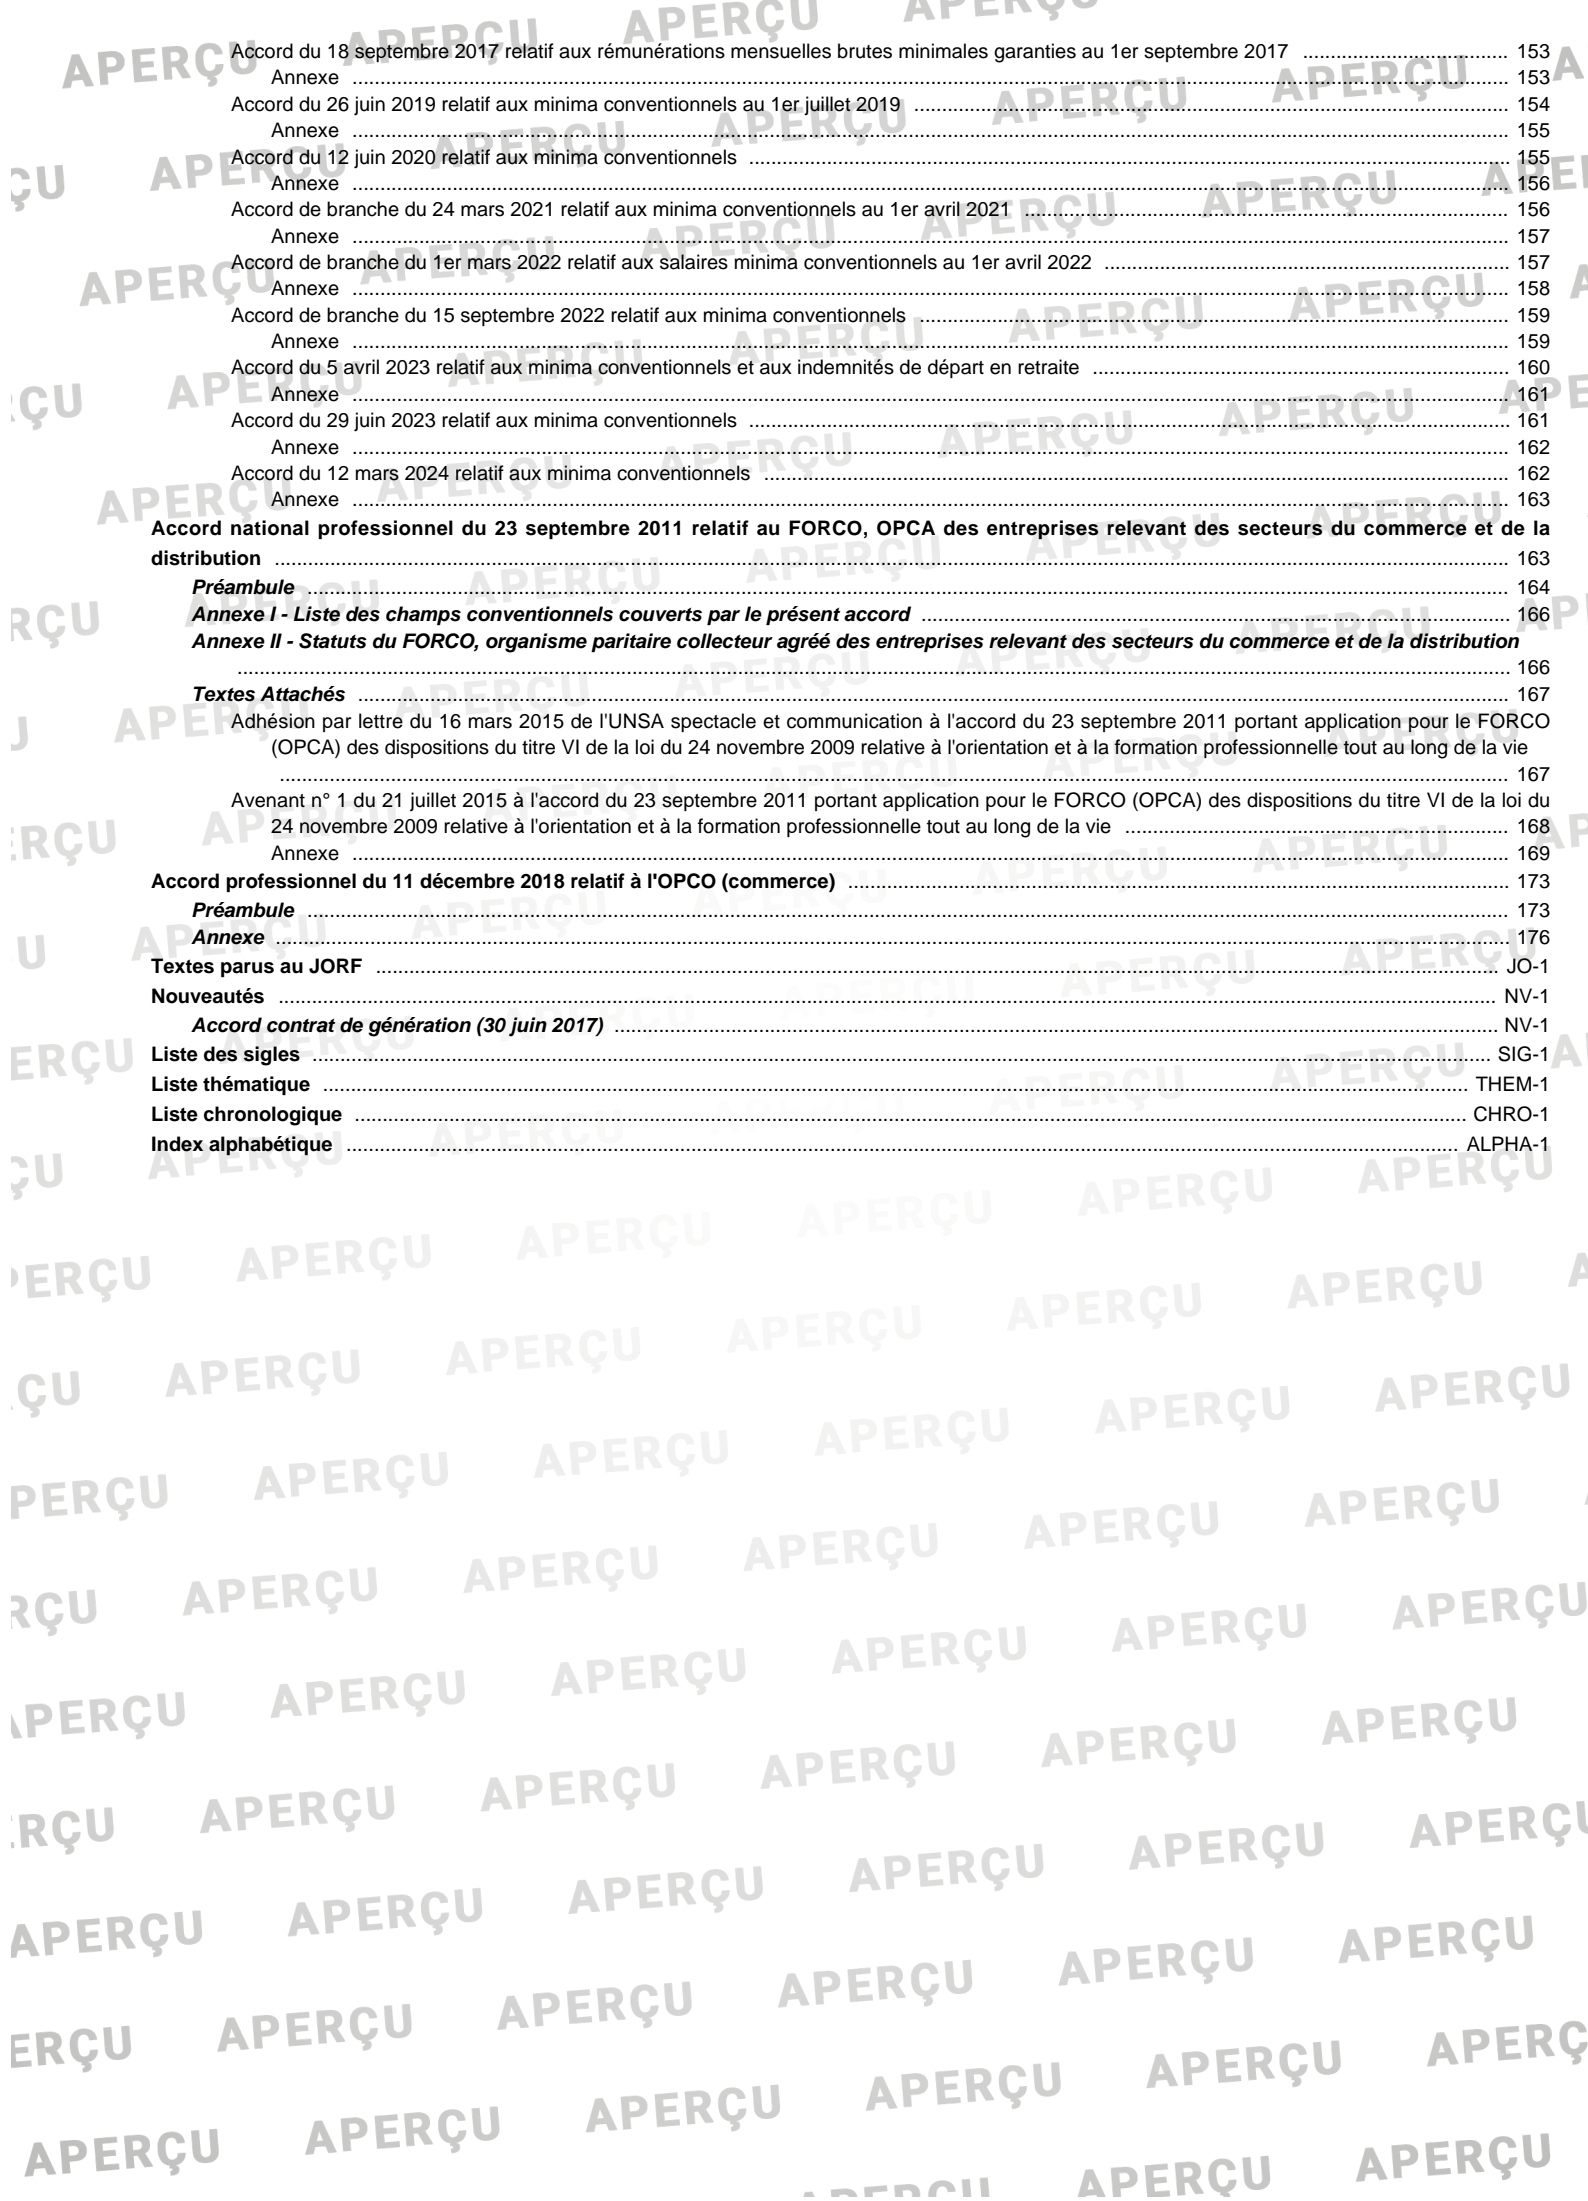 Accord du 18 septembre 2017 relatif aux rémunérations mensuelles brutes minimales garanties au 1er septembre 2017 ........ 153
Annexe ........ 153
Accord du 26 juin 2019 relatif aux minima conventionnels au 1er juillet 2019 ........ 154
Annexe ........ 155
Accord du 12 juin 2020 relatif aux minima conventionnels ........ 155
Annexe ........ 156
Accord de branche du 24 mars 2021 relatif aux minima conventionnels au 1er avril 2021 ........ 156
Annexe ........ 157
Accord de branche du 1er mars 2022 relatif aux salaires minima conventionnels au 1er avril 2022 ........ 157
Annexe ........ 158
Accord de branche du 15 septembre 2022 relatif aux minima conventionnels ........ 159
Annexe ........ 159
Accord du 5 avril 2023 relatif aux minima conventionnels et aux indemnités de départ en retraite ........ 160
Annexe ........ 161
Accord du 29 juin 2023 relatif aux minima conventionnels ........ 161
Annexe ........ 162
Accord du 12 mars 2024 relatif aux minima conventionnels ........ 162
Annexe ........ 163
Accord national professionnel du 23 septembre 2011 relatif au FORCO, OPCA des entreprises relevant des secteurs du commerce et de la
distribution ........ 163
Préambule ........ 164
Annexe I - Liste des champs conventionnels couverts par le présent accord ........ 166
Annexe II - Statuts du FORCO, organisme paritaire collecteur agréé des entreprises relevant des secteurs du commerce et de la distribution
........ 166
Textes Attachés ........ 167
Adhésion par lettre du 16 mars 2015 de l'UNSA spectacle et communication à l'accord du 23 septembre 2011 portant application pour le FORCO
(OPCA) des dispositions du titre VI de la loi du 24 novembre 2009 relative à l'orientation et à la formation professionnelle tout au long de la vie
........ 167
Avenant n° 1 du 21 juillet 2015 à l'accord du 23 septembre 2011 portant application pour le FORCO (OPCA) des dispositions du titre VI de la loi du
24 novembre 2009 relative à l'orientation et à la formation professionnelle tout au long de la vie ........ 168
Annexe ........ 169
Accord professionnel du 11 décembre 2018 relatif à l'OPCO (commerce) ........ 173
Préambule ........ 173
Annexe ........ 176
Textes parus au JORF ........ JO-1
Nouveautés ........ NV-1
Accord contrat de génération (30 juin 2017) ........ NV-1
Liste des sigles ........ SIG-1
Liste thématique ........ THEM-1
Liste chronologique ........ CHRO-1
Index alphabétique ........ ALPHA-1
APERÇU